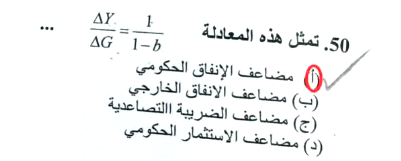 50. تمثل هذه المعادلة ΔY/ΔG = 1/1−b ...
(أ) مضاعف الإنفاق الحكومي
(ب) مضاعف الانفاق الخارجي
(ج) مضاعف الضريبة االتصاعدية
(د) مضاعف الاستثمار الحكومي